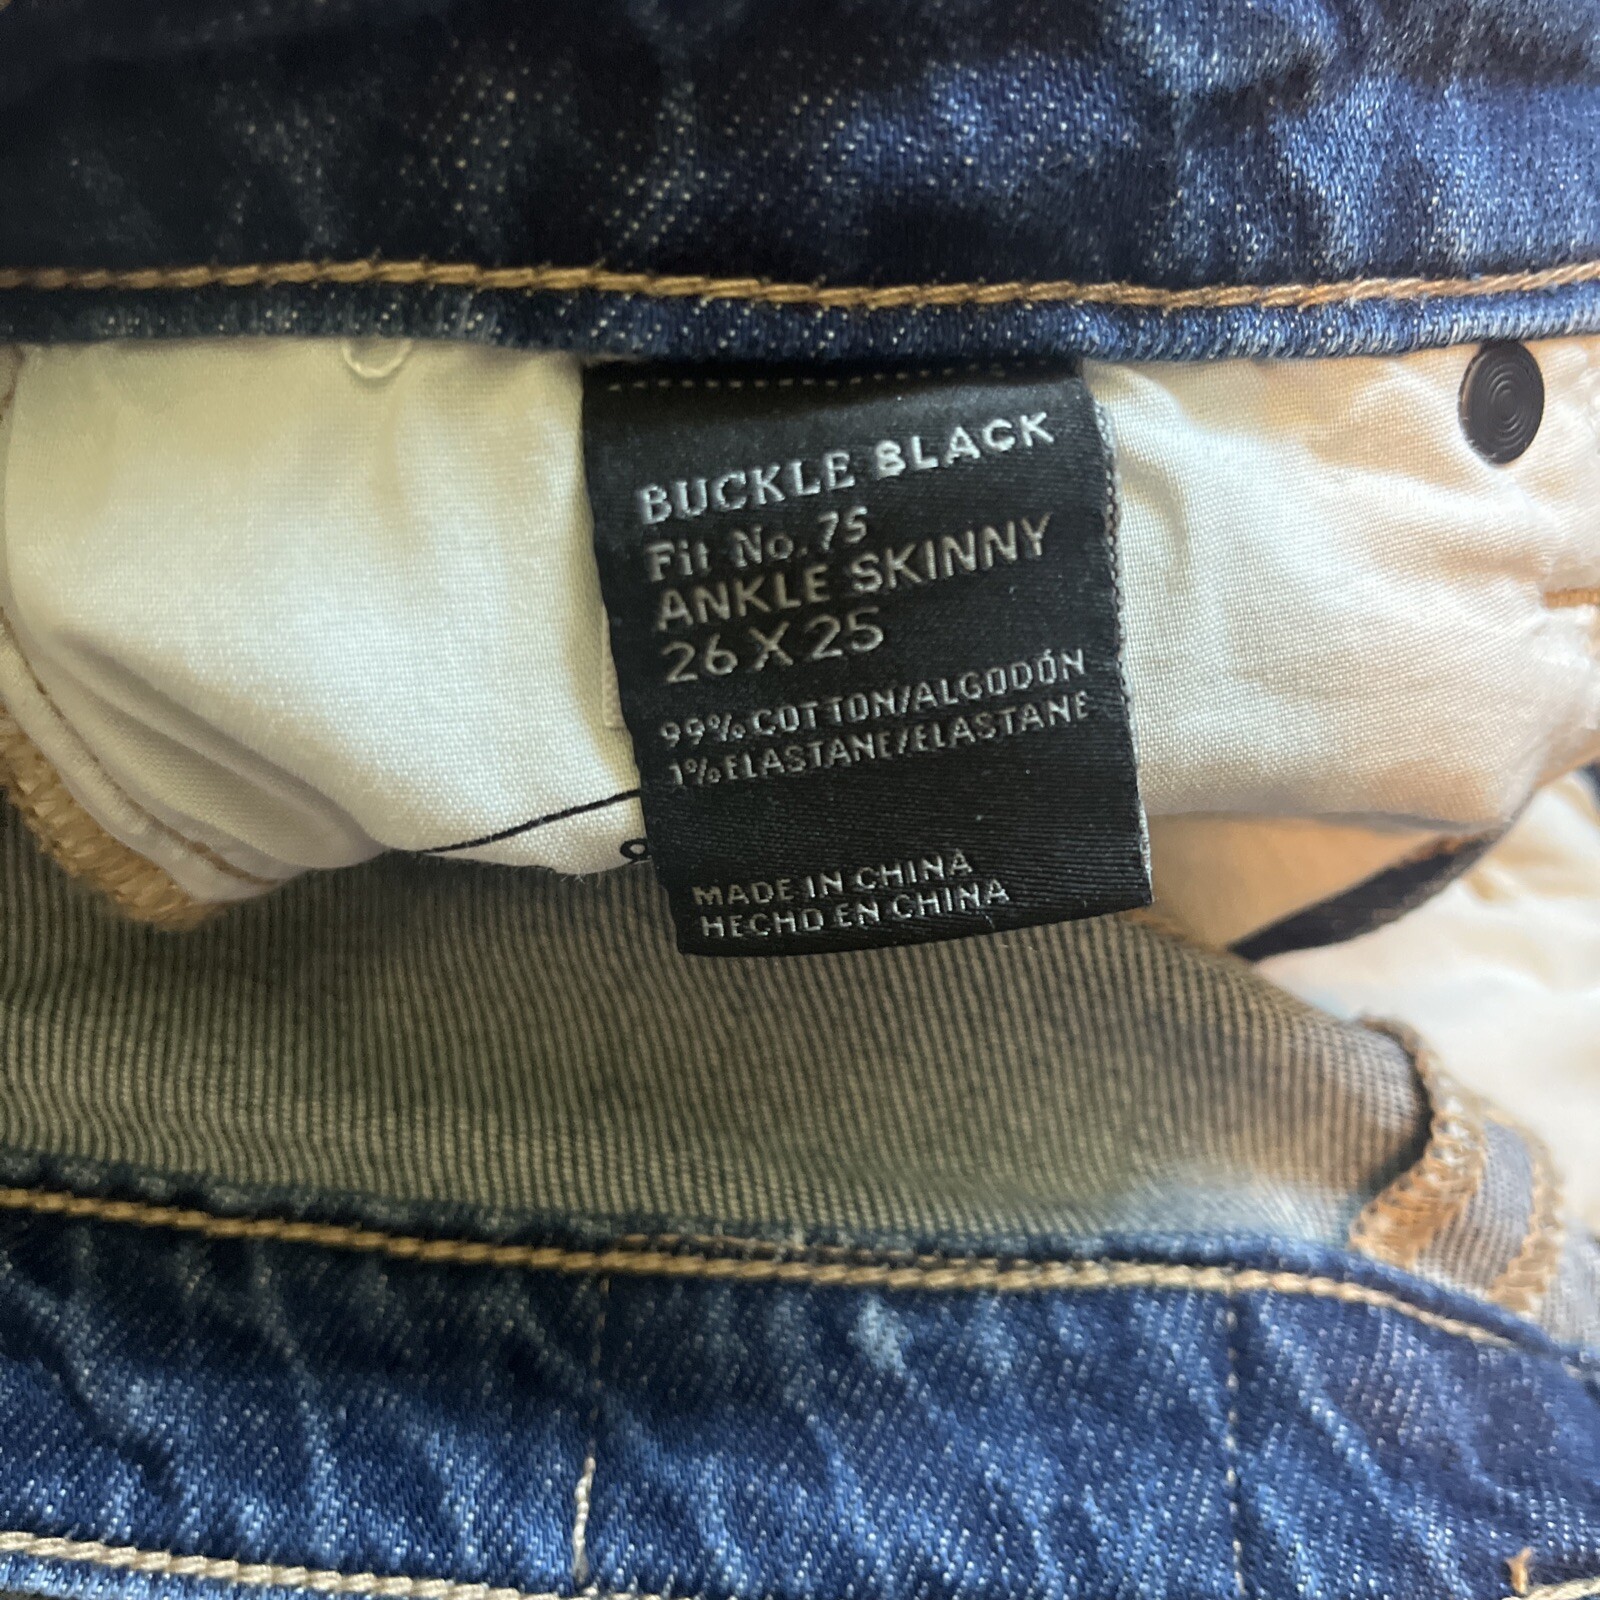 BUCKLE BLACK
Fit No. 75
ANKLE SKINNY
26 X 25
99% COTTON/ALGODÓN
1% ELASTANE/ELASTANE
MADE IN CHINA
HECHO EN CHINA